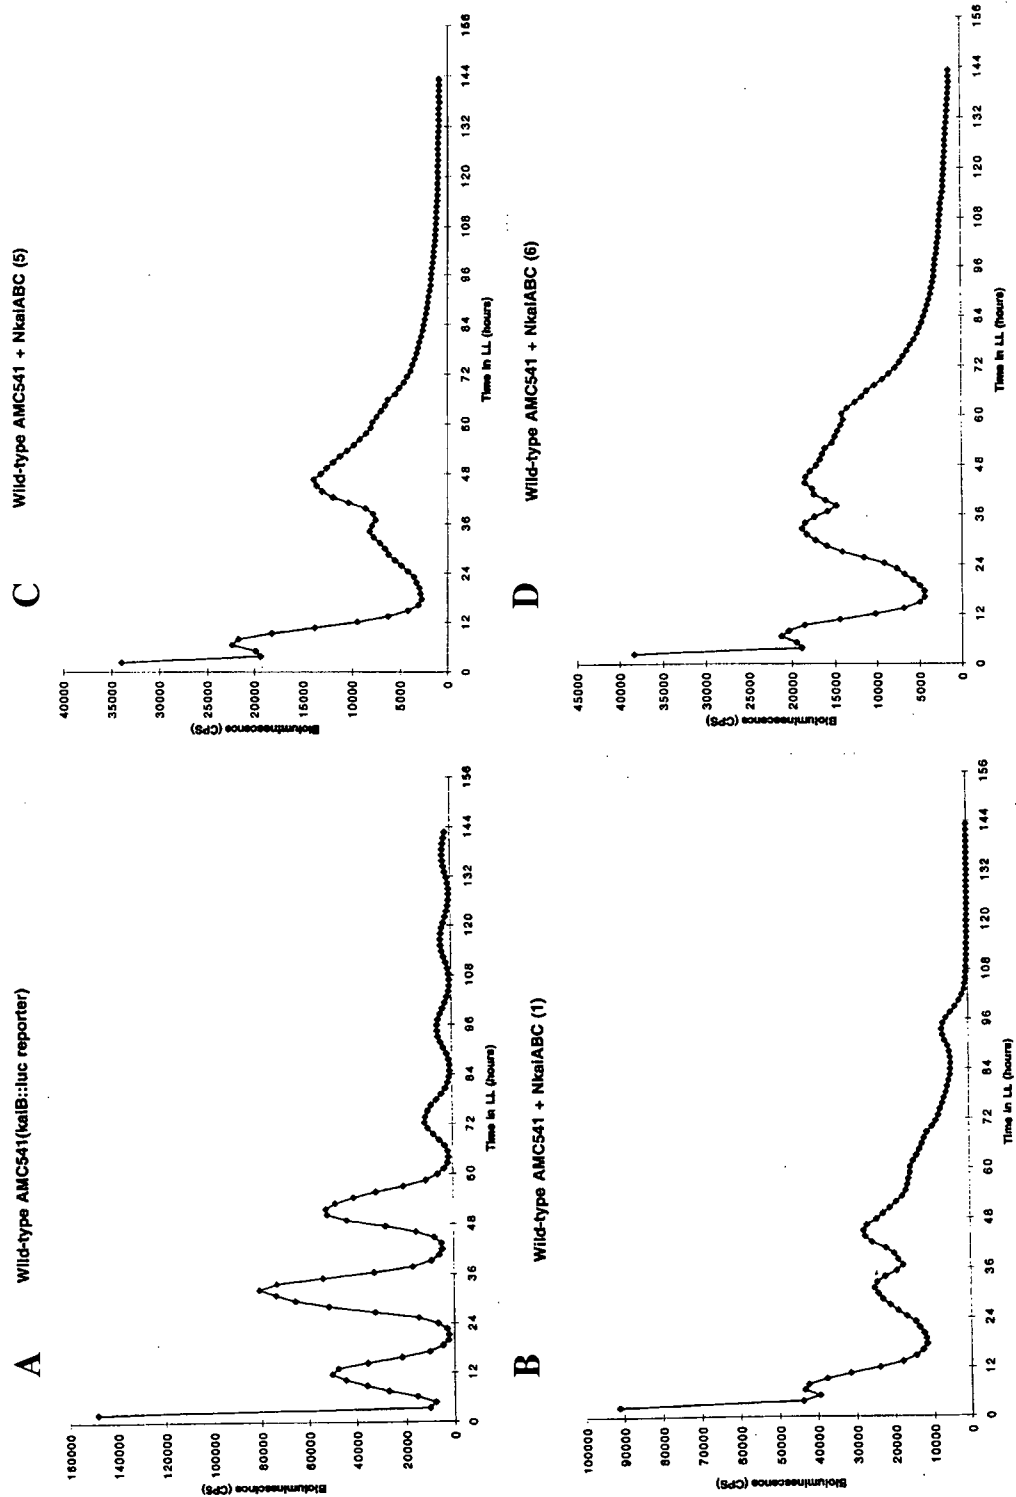 A
Wild-type AMC541(kaiB::luc reporter)
Bioluminescence (CPS)
160000
140000
120000
100000
80000
60000
40000
20000
0
0 12 24 36 48 60 72 84 96 108 120 132 144 156
Time in LL (hours)
C
Wild-type AMC541 + NkaiABC (5)
Bioluminescence (CPS)
40000
35000
30000
25000
20000
15000
10000
5000
0
0 12 24 36 48 60 72 84 96 108 120 132 144 156
Time in LL (hours)
B
Wild-type AMC541 + NkaiABC (1)
Bioluminescence (CPS)
100000
90000
80000
70000
60000
50000
40000
30000
20000
10000
0
0 12 24 36 48 60 72 84 96 108 120 132 144 156
Time in LL (hours)
D
Wild-type AMC541 + NkaiABC (6)
Bioluminescence (CPS)
45000
40000
35000
30000
25000
20000
15000
10000
5000
0
0 12 24 36 48 60 72 84 96 108 120 132 144 156
Time in LL (hours)